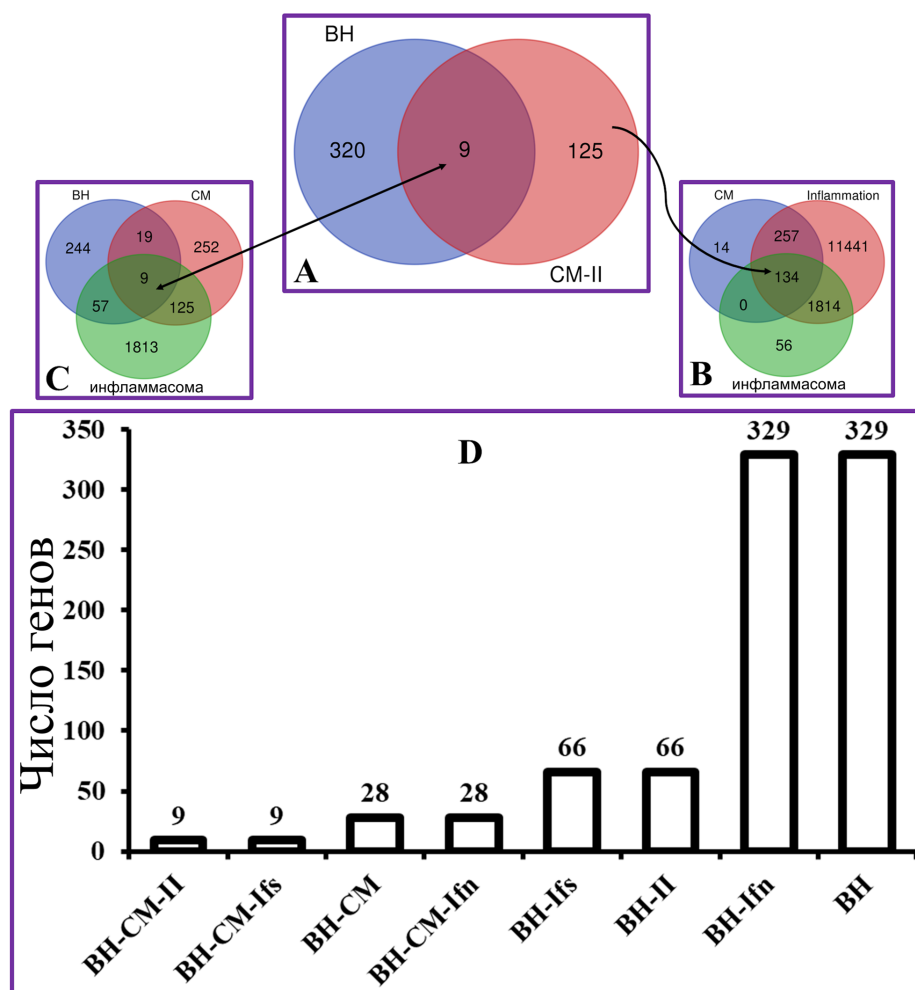 BH
320
9
125
A
CM-II
BH
CM
244
19
252
9
57
125
1813
C
инфламмасома
CM
Inflammation
14
257
11441
134
0
1814
56
B
инфламмасома
D
Число генов
350
300
250
200
150
100
50
0
9
9
28
28
66
66
329
329
BH-CM-II
BH-CM-Ifs
BH-CM
BH-CM-Ifn
BH-Ifs
BH-II
BH-Ifn
BH